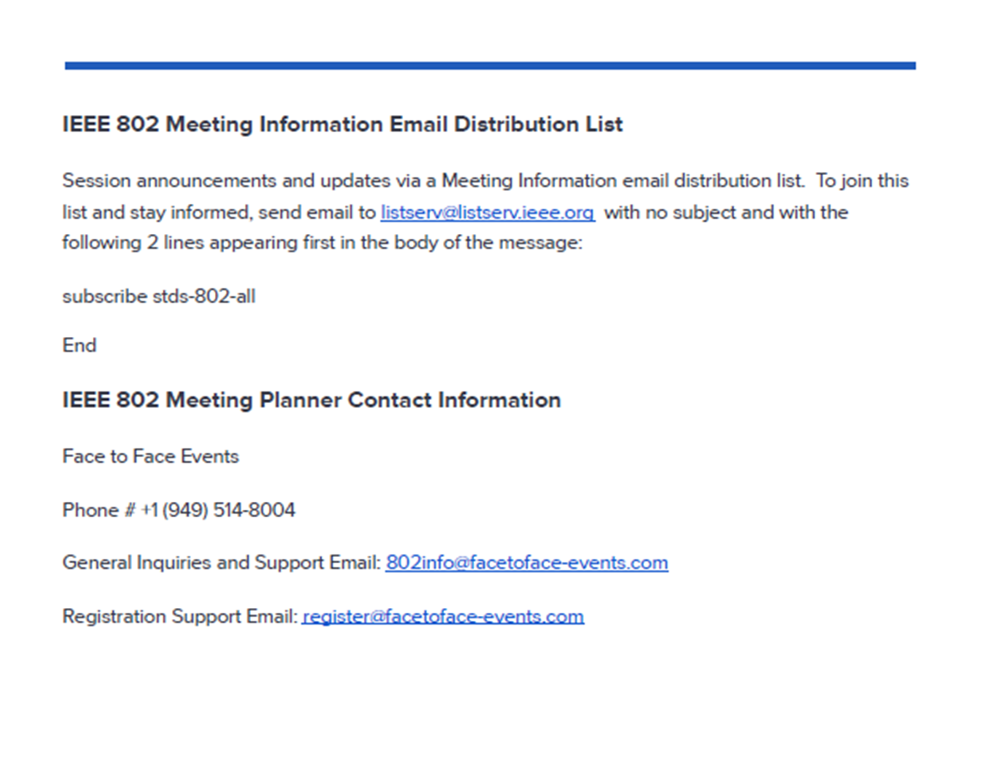 IEEE 802 Meeting Information Email Distribution List
Session announcements and updates via a Meeting Information email distribution list.  To join this
list and stay informed, send email to listserv@listserv.ieee.org  with no subject and with the
following 2 lines appearing first in the body of the message:
subscribe stds-802-all
End
IEEE 802 Meeting Planner Contact Information
Face to Face Events
Phone # +1 (949) 514-8004
General Inquiries and Support Email: 802info@facetoface-events.com
Registration Support Email: register@facetoface-events.com